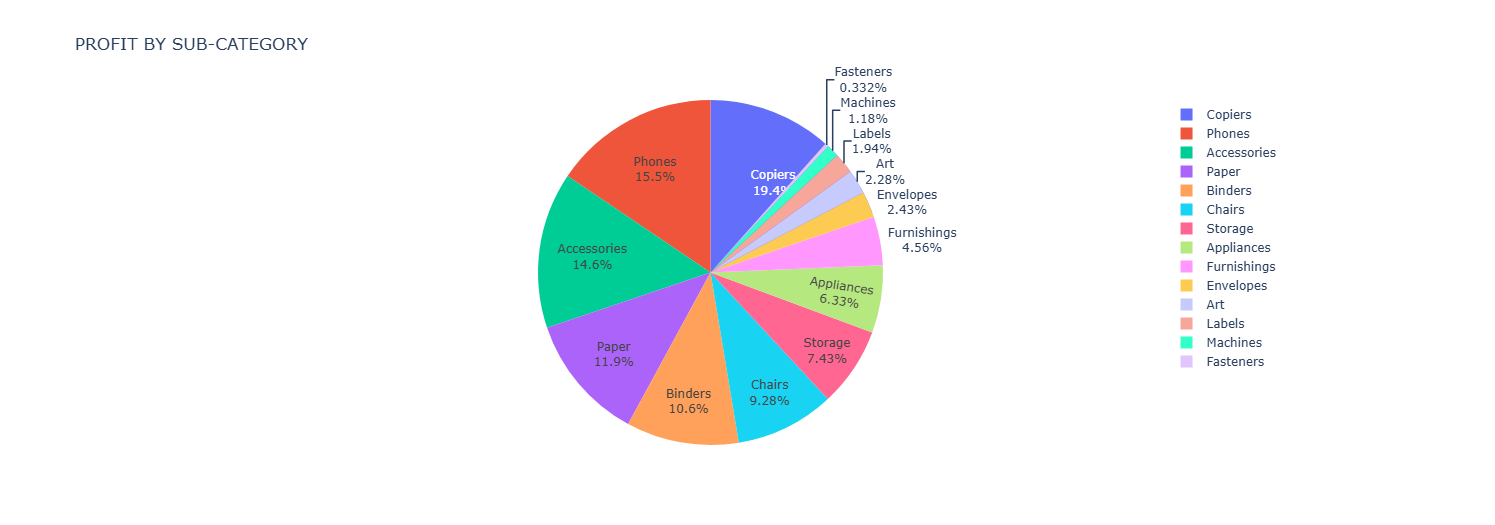 PROFIT BY SUB-CATEGORY
Fasteners
0.332%
Machines
1.18%
Labels
1.94%
Art
2.28%
Envelopes
2.43%
Furnishings
4.56%
Appliances
6.33%
Storage
7.43%
Chairs
9.28%
Binders
10.6%
Paper
11.9%
Accessories
14.6%
Phones
15.5%
Copiers
19.4%
Copiers
Phones
Accessories
Paper
Binders
Chairs
Storage
Appliances
Furnishings
Envelopes
Art
Labels
Machines
Fasteners